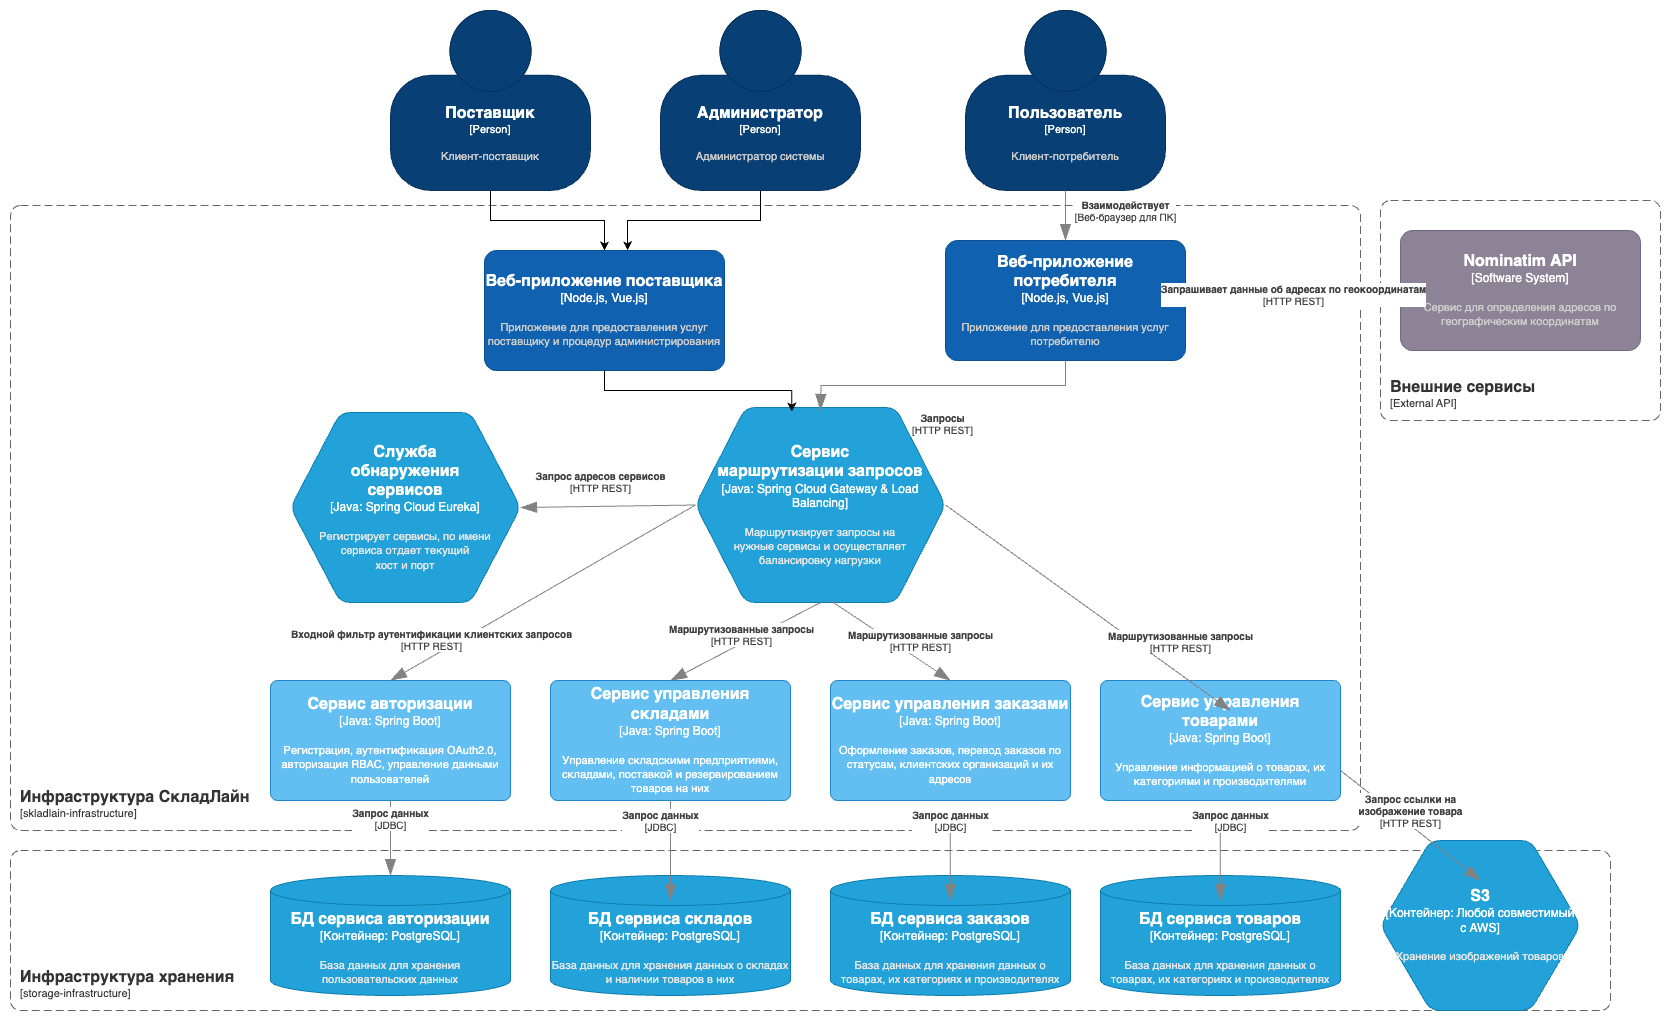 Поставщик
[Person]
Клиент-поставщик
Администратор
[Person]
Администратор системы
Пользователь
[Person]
Клиент-потребитель
Взаимодействует
[Веб-браузер для ПК]
Веб-приложение поставщика
[Node.js, Vue.js]
Приложение для предоставления услуг
поставщику и процедур администрирования
Веб-приложение
потребителя
[Node.js, Vue.js]
Приложение для предоставления услуг
потребителю
Запрашивает данные об адресах по геокоординатам
[HTTP REST]
Nominatim API
[Software System]
Сервис для определения адресов по
географическим координатам
Внешние сервисы
[External API]
Запросы
[HTTP REST]
Служба
обнаружения
сервисов
[Java: Spring Cloud Eureka]
Регистрирует сервисы, по имени
сервиса отдает текущий
хост и порт
Запрос адресов сервисов
[HTTP REST]
Сервис
маршрутизации запросов
[Java: Spring Cloud Gateway & Load
Balancing]
Маршрутизирует запросы на
нужные сервисы и осуществляет
балансировку нагрузки
Входной фильтр аутентификации клиентских запросов
[HTTP REST]
Маршрутизованные запросы
[HTTP REST]
Маршрутизованные запросы
[HTTP REST]
Маршрутизованные запросы
[HTTP REST]
Сервис авторизации
[Java: Spring Boot]
Регистрация, аутентификация OAuth2.0,
авторизация RBAC, управление данными
пользователей
Сервис управления
складами
[Java: Spring Boot]
Управление складскими предприятиями,
складами, поставкой и резервированием
товаров на них
Сервис управления заказами
[Java: Spring Boot]
Оформление заказов, перевод заказов по
статусам, клиентских организаций и их
адресов
Сервис управления
товарами
[Java: Spring Boot]
Управление информацией о товарах, их
категориями и производителями
Инфраструктура СкладЛайн
[skladlain-infrastructure]
Запрос данных
[JDBC]
Запрос данных
[JDBC]
Запрос данных
[JDBC]
Запрос данных
[JDBC]
Запрос ссылки на
изображение товара
[HTTP REST]
БД сервиса авторизации
[Контейнер: PostgreSQL]
База данных для хранения
пользовательских данных
БД сервиса складов
[Контейнер: PostgreSQL]
База данных для хранения данных о складах
и наличии товаров в них
БД сервиса заказов
[Контейнер: PostgreSQL]
База данных для хранения данных о
товарах, их категориях и производителях
БД сервиса товаров
[Контейнер: PostgreSQL]
База данных для хранения данных о
товарах, их категориях и производителях
S3
[Контейнер: Любой совместимый
с AWS]
Хранение изображений товаров
Инфраструктура хранения
[storage-infrastructure]